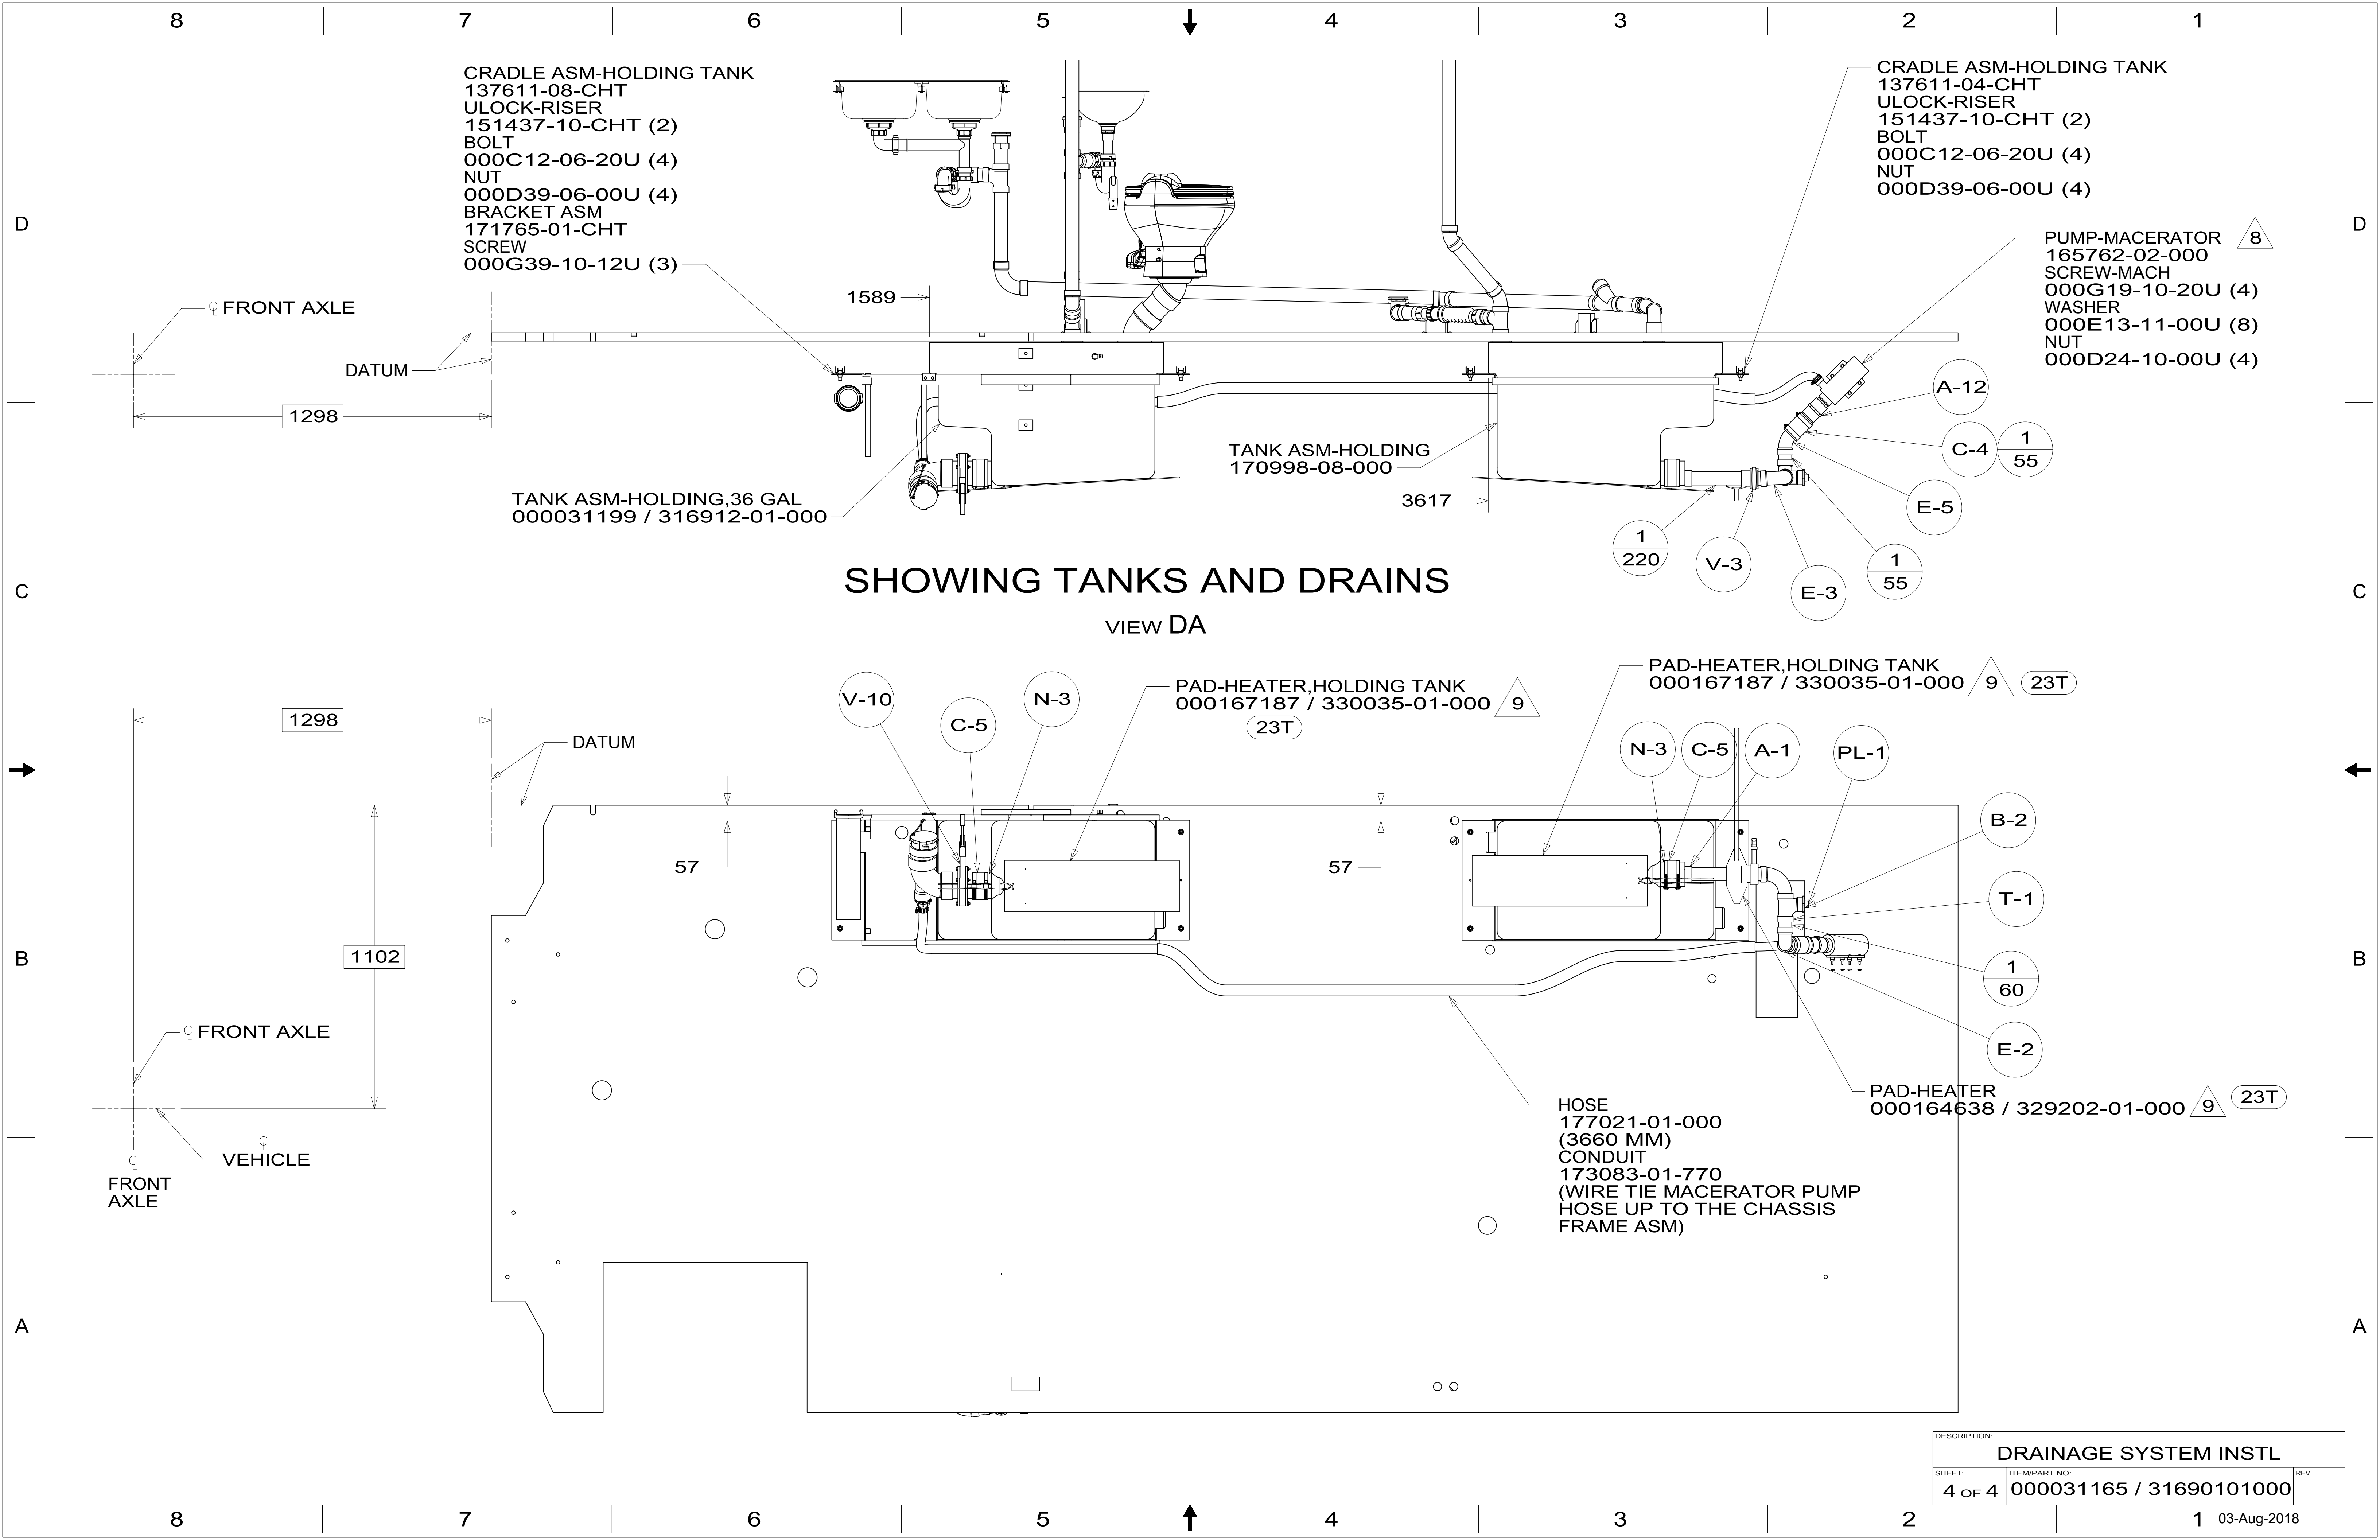 8 7 6 5 4 3 2 1
CRADLE ASM-HOLDING TANK
137611-08-CHT
ULOCK-RISER
151437-10-CHT (2)
BOLT
000C12-06-20U (4)
NUT
000D39-06-00U (4)
BRACKET ASM
171765-01-CHT
SCREW
000G39-10-12U (3)
CRADLE ASM-HOLDING TANK
137611-04-CHT
ULOCK-RISER
151437-10-CHT (2)
BOLT
000C12-06-20U (4)
NUT
000D39-06-00U (4)
D
D
PUMP-MACERATOR 8
165762-02-000
SCREW-MACH
000G19-10-20U (4)
WASHER
000E13-11-00U (8)
NUT
000D24-10-00U (4)
℄ FRONT AXLE
1589
DATUM
1298
A-12
C-4
1
55
TANK ASM-HOLDING
170998-08-000
TANK ASM-HOLDING,36 GAL
000031199 / 316912-01-000
3617
E-5
1
220
V-3
E-3
1
55
SHOWING TANKS AND DRAINS
VIEW DA
C
C
1298
DATUM
V-10
C-5
N-3
PAD-HEATER,HOLDING TANK
000167187 / 330035-01-000 9
23T
PAD-HEATER,HOLDING TANK
000167187 / 330035-01-000 9 23T
N-3
C-5
A-1
PL-1
B-2
57
57
T-1
1102
B
B
1
60
E-2
℄ FRONT AXLE
℄
VEHICLE
℄
FRONT
AXLE
PAD-HEATER
000164638 / 329202-01-000 9 23T
HOSE
177021-01-000
(3660 MM)
CONDUIT
173083-01-770
(WIRE TIE MACERATOR PUMP
HOSE UP TO THE CHASSIS
FRAME ASM)
A
A
DESCRIPTION:
DRAINAGE SYSTEM INSTL
SHEET:
4 OF 4
ITEM/PART NO:
000031165 / 31690101000
REV
8 7 6 5 4 3 2 1
03-Aug-2018